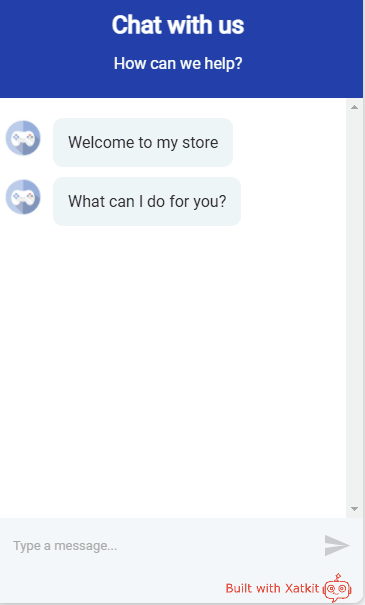 Chat with us
How can we help?
Welcome to my store
What can I do for you?
Type a message...
Built with Xatkit